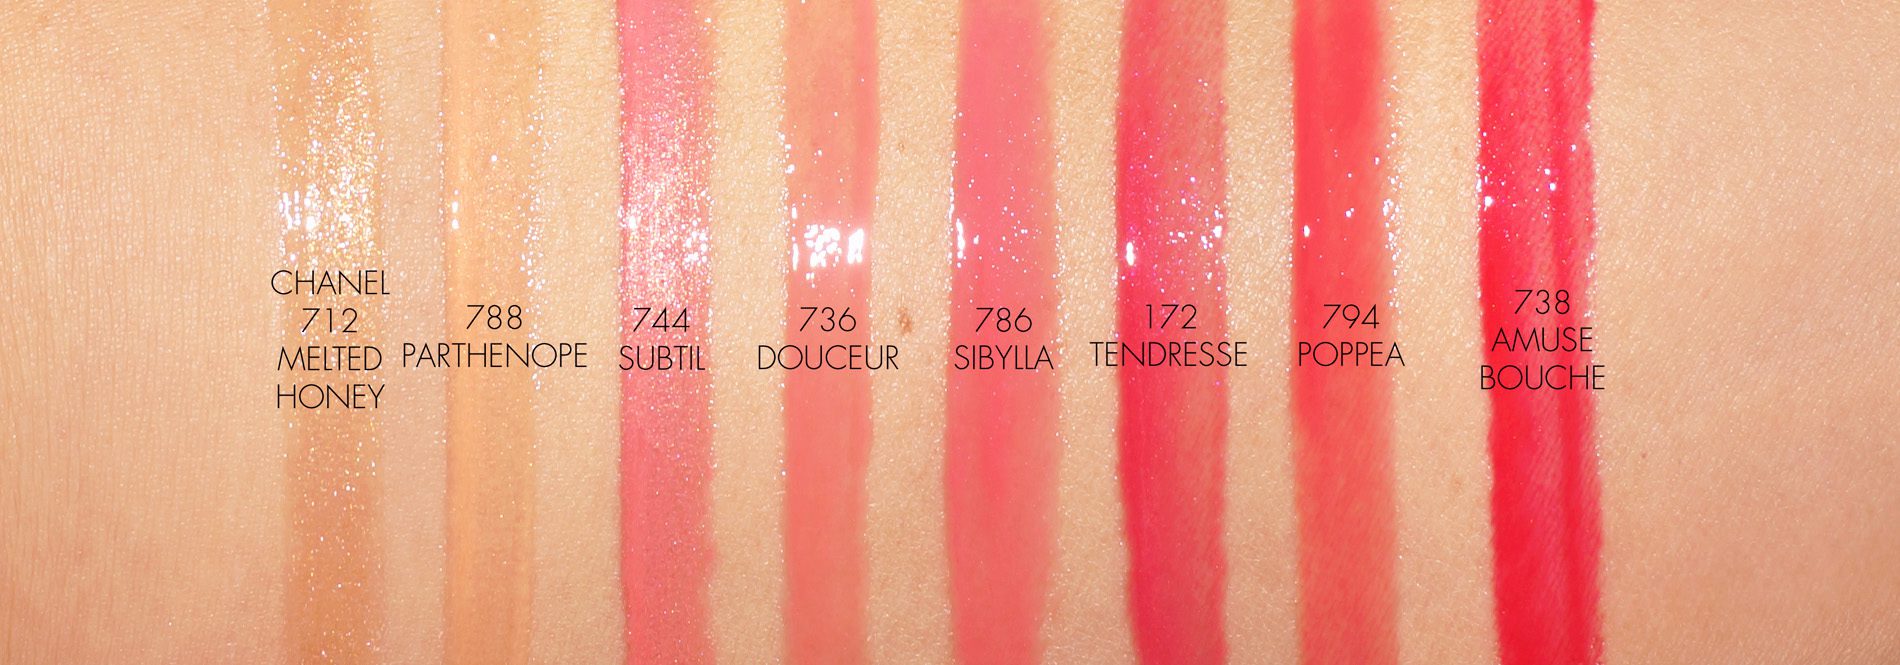 CHANEL
712
MELTED
HONEY
788
PARTHENOPE
744
SUBTIL
736
DOUCEUR
786
SIBYLLA
172
TENDRESSE
794
POPPEA
738
AMUSE
BOUCHE